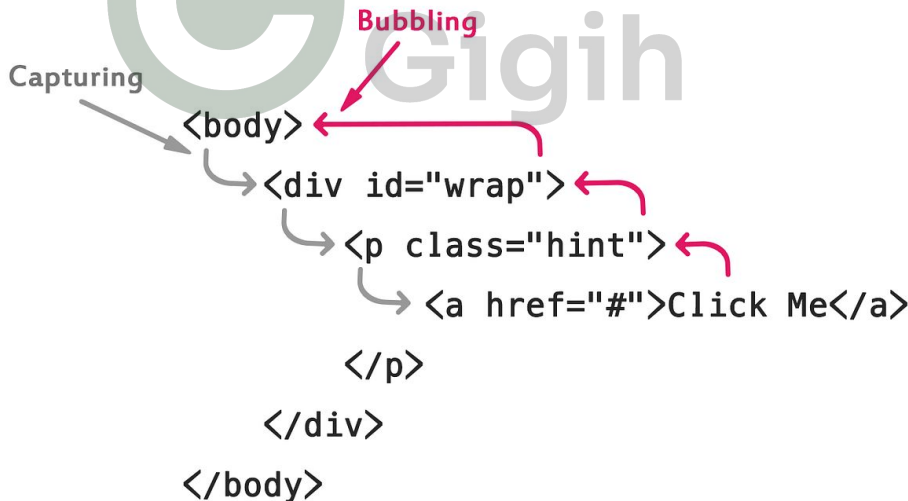 Bubbling
Gigih
Capturing
<body>
<div id="wrap">
<p class="hint">
<a href="#">Click Me</a>
</p>
</div>
</body>